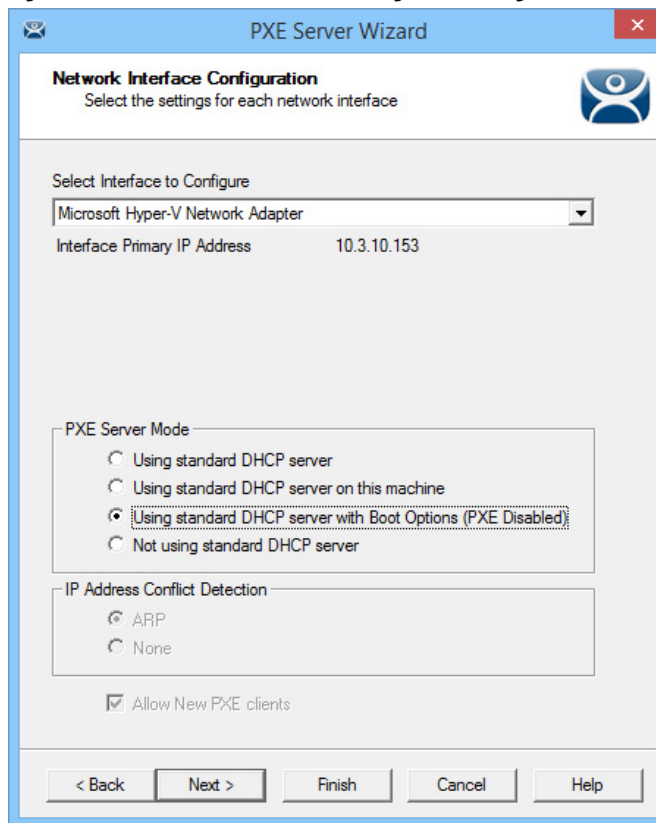 PXE Server Wizard
Network Interface Configuration
Select the settings for each network interface
Select Interface to Configure
Microsoft Hyper-V Network Adapter
Interface Primary IP Address 10.3.10.153
PXE Server Mode
Using standard DHCP server
Using standard DHCP server on this machine
Using standard DHCP server with Boot Options (PXE Disabled)
Not using standard DHCP server
IP Address Conflict Detection
ARP
None
Allow New PXE clients
< Back Next > Finish Cancel Help